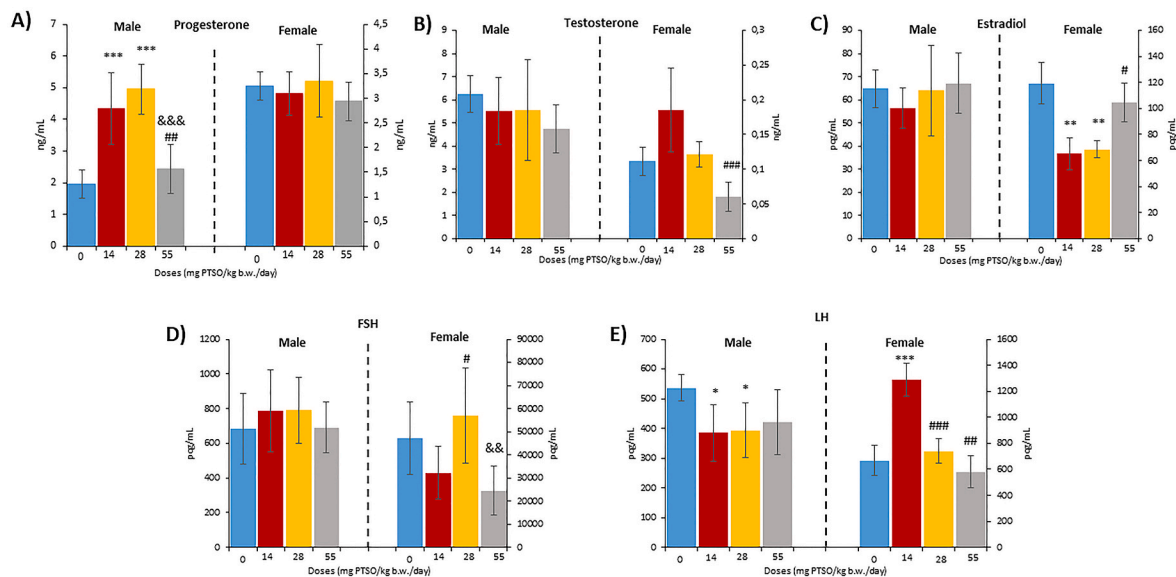 A)
Male
Progesterone
Female
7
6
5
4
3
2
1
0
ng/mL
***
***
&&&
##
4,5
4
3,5
3
2,5
2
1,5
1
0,5
0
ng/mL
0 14 28 55 0 14 28 55
Doses (mg PTSO/kg b.w./day)
B)
Male
Testosterone
Female
9
8
7
6
5
4
3
2
1
0
ng/mL
###
0,3
0,25
0,2
0,15
0,1
0,05
0
ng/mL
0 14 28 55 0 14 28 55
Doses (mg PTSO/kg b.w./day)
C)
Male
Estradiol
Female
90
80
70
60
50
40
30
20
10
0
pqg/mL
**
**
#
160
140
120
100
80
60
40
20
0
pqg/mL
0 14 28 55 0 14 28 55
Doses (mg PTSO/kg b.w./day)
D)
FSH
Male
Female
1200
1000
800
600
400
200
0
pqg/mL
#
&&
90000
80000
70000
60000
50000
40000
30000
20000
10000
0
pqg/mL
0 14 28 55 0 14 28 55
Doses (mg PTSO/kg b.w./day)
E)
LH
Male
Female
700
600
500
400
300
200
100
0
pqg/mL
*
*
***
###
##
1600
1400
1200
1000
800
600
400
200
0
pqg/mL
0 14 28 55 0 14 28 55
Doses (mg PTSO/kg b.w./day)